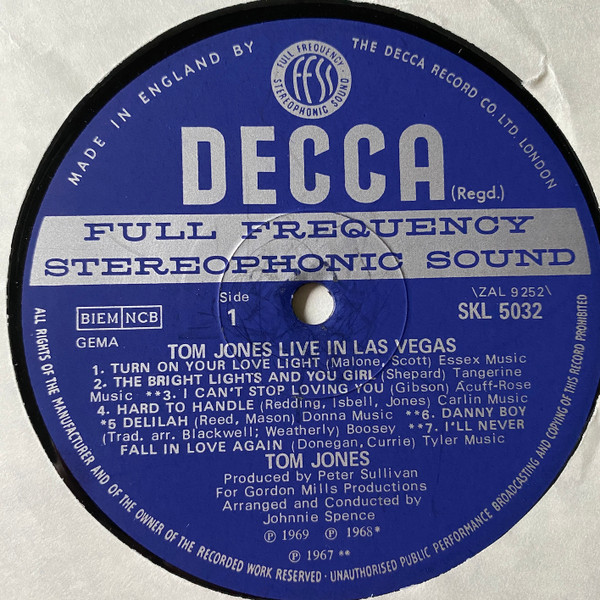 MADE IN ENGLAND BY
THE DECCA RECORD CO. LTD. LONDON
FULL FREQUENCY
STEREOPHONIC SOUND
FFSS
DECCA (Regd.)
FULL FREQUENCY
STEREOPHONIC SOUND
BIEM NCB
GEMA
Side
1
\ZAL 9252\
SKL 5032
TOM JONES LIVE IN LAS VEGAS
1. TURN ON YOUR LOVE LIGHT (Malone, Scott) Essex Music
2. THE BRIGHT LIGHTS AND YOU GIRL (Shepard) Tangerine
Music **3. I CAN'T STOP LOVING YOU (Gibson) Acuff-Rose
4. HARD TO HANDLE (Redding, Isbell, Jones) Carlin Music
*5 DELILAH (Reed, Mason) Donna Music **6. DANNY BOY
(Trad. arr. Blackwell; Weatherly) Boosey **7. I'LL NEVER
FALL IN LOVE AGAIN (Donegan, Currie) Tyler Music
TOM JONES
Produced by Peter Sullivan
For Gordon Mills Productions
Arranged and Conducted by
Johnnie Spence
℗ 1969 ℗ 1968*
℗ 1967 **
ALL RIGHTS OF THE MANUFACTURER AND OF THE OWNER OF THE RECORDED WORK RESERVED · UNAUTHORISED PUBLIC PERFORMANCE BROADCASTING AND COPYING OF THIS RECORD PROHIBITED